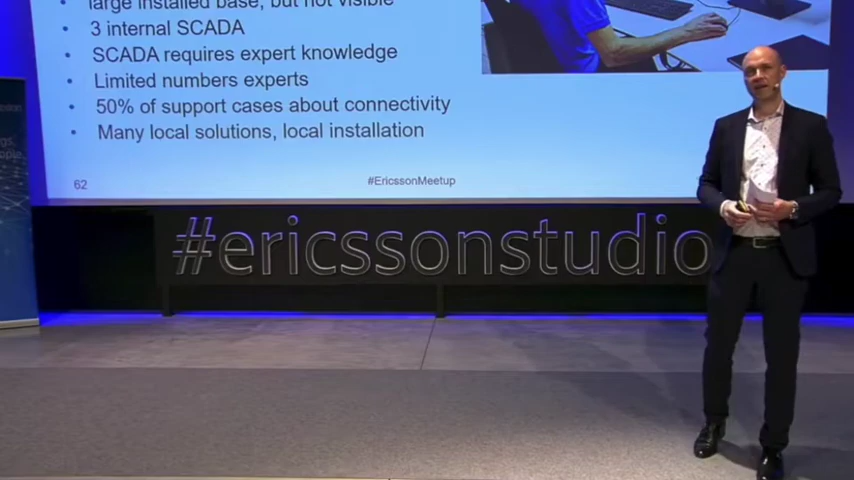 large installed base, but not visible
• 3 internal SCADA
• SCADA requires expert knowledge
• Limited Numbers of Experts
• 50% of Support Cases about connectivity
• Many local Solutions, local installation
62
#EricssonMeetup
#ericssonstudio